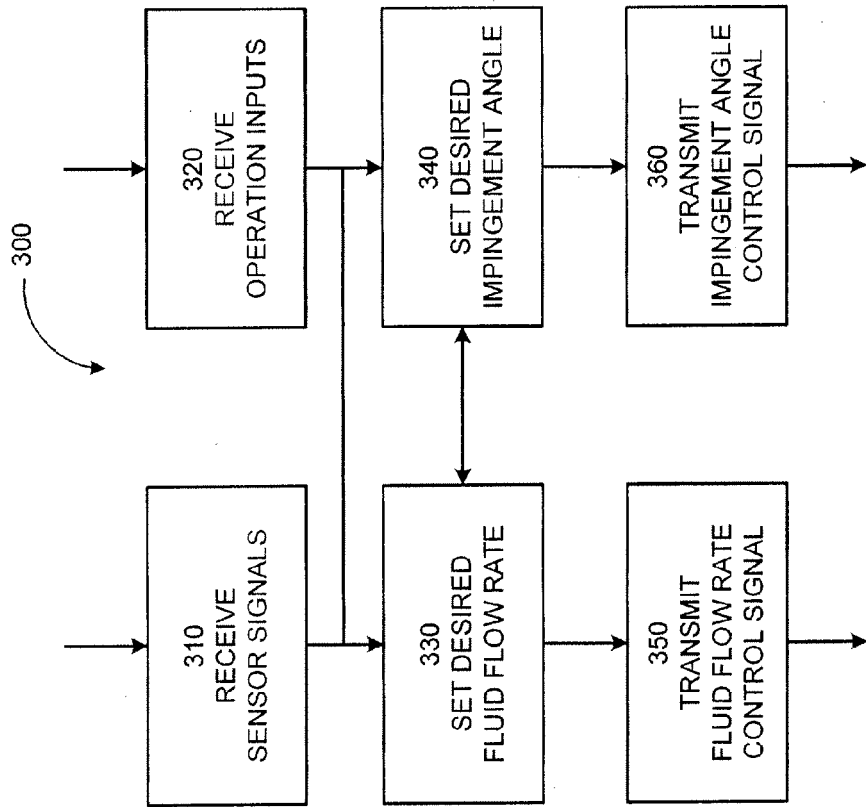 300
310
RECEIVE
SENSOR SIGNALS
320
RECEIVE
OPERATION INPUTS
330
SET DESIRED
FLUID FLOW RATE
340
SET DESIRED
IMPINGEMENT ANGLE
350
TRANSMIT
FLUID FLOW RATE
CONTROL SIGNAL
360
TRANSMIT
IMPINGEMENT ANGLE
CONTROL SIGNAL